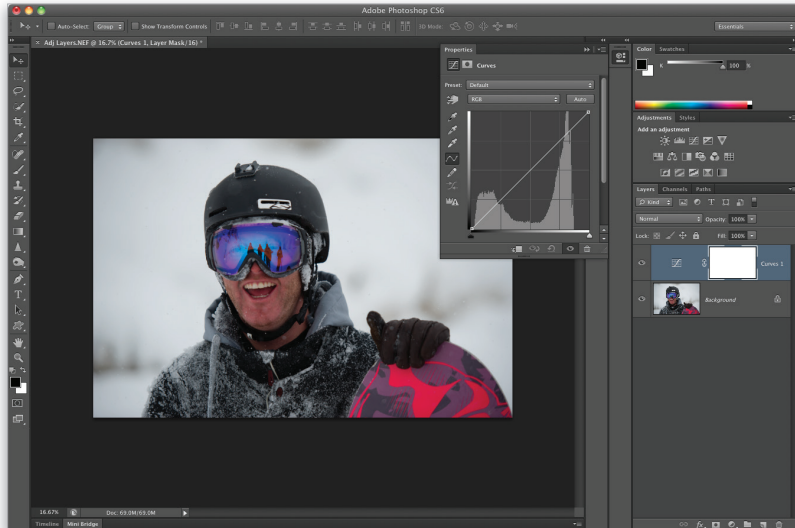 Adobe Photoshop CS6
Auto-Select: Group Show Transform Controls 3D Mode: Essentials
× Adj Layers.NEF @ 16.7% (Curves 1, Layer Mask/16) *
Properties
Curves
Preset: Default
RGB Auto
Color Swatches
K 100 %
Adjustments Styles
Add an adjustment
Layers Channels Paths
Kind
Normal Opacity: 100%
Lock: Fill: 100%
Curves 1
Background
16.67% Doc: 69.0M/69.0M
Timeline Mini Bridge